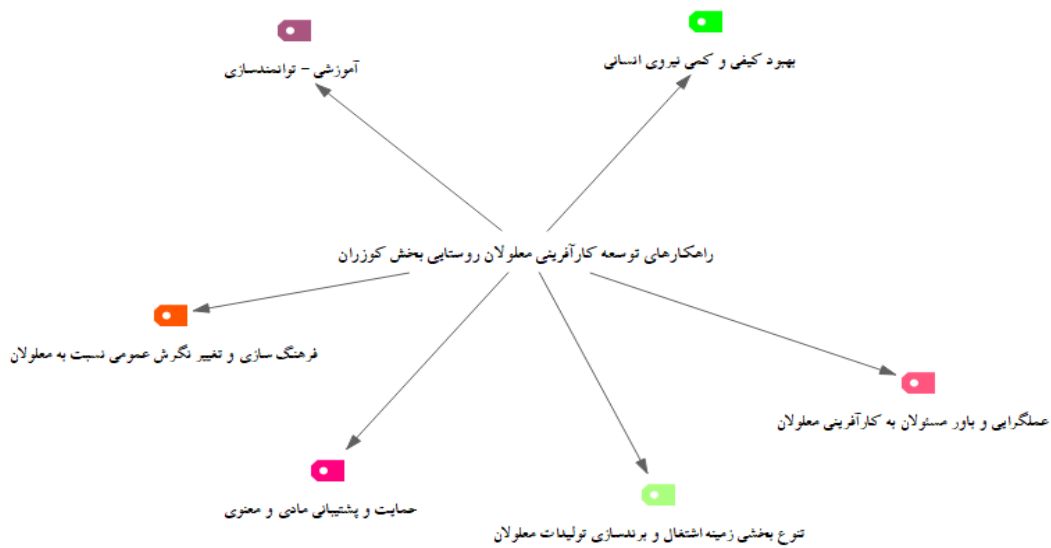 بهبود کیفی و کمی نیروی انسانی
آموزشی - توانمندسازی
راهکارهای توسعه کارآفرینی معلولان روستایی بخش کوزران
فرهنگ سازی و تغییر نگرش عمومی نسبت به معلولان
عملگرایی و باور مسئولان به کارآفرینی معلولان
حمایت و پشتیبانی مادی و معنوی
تنوع بخشی زمینه اشتغال و برندسازی تولیدات معلولان